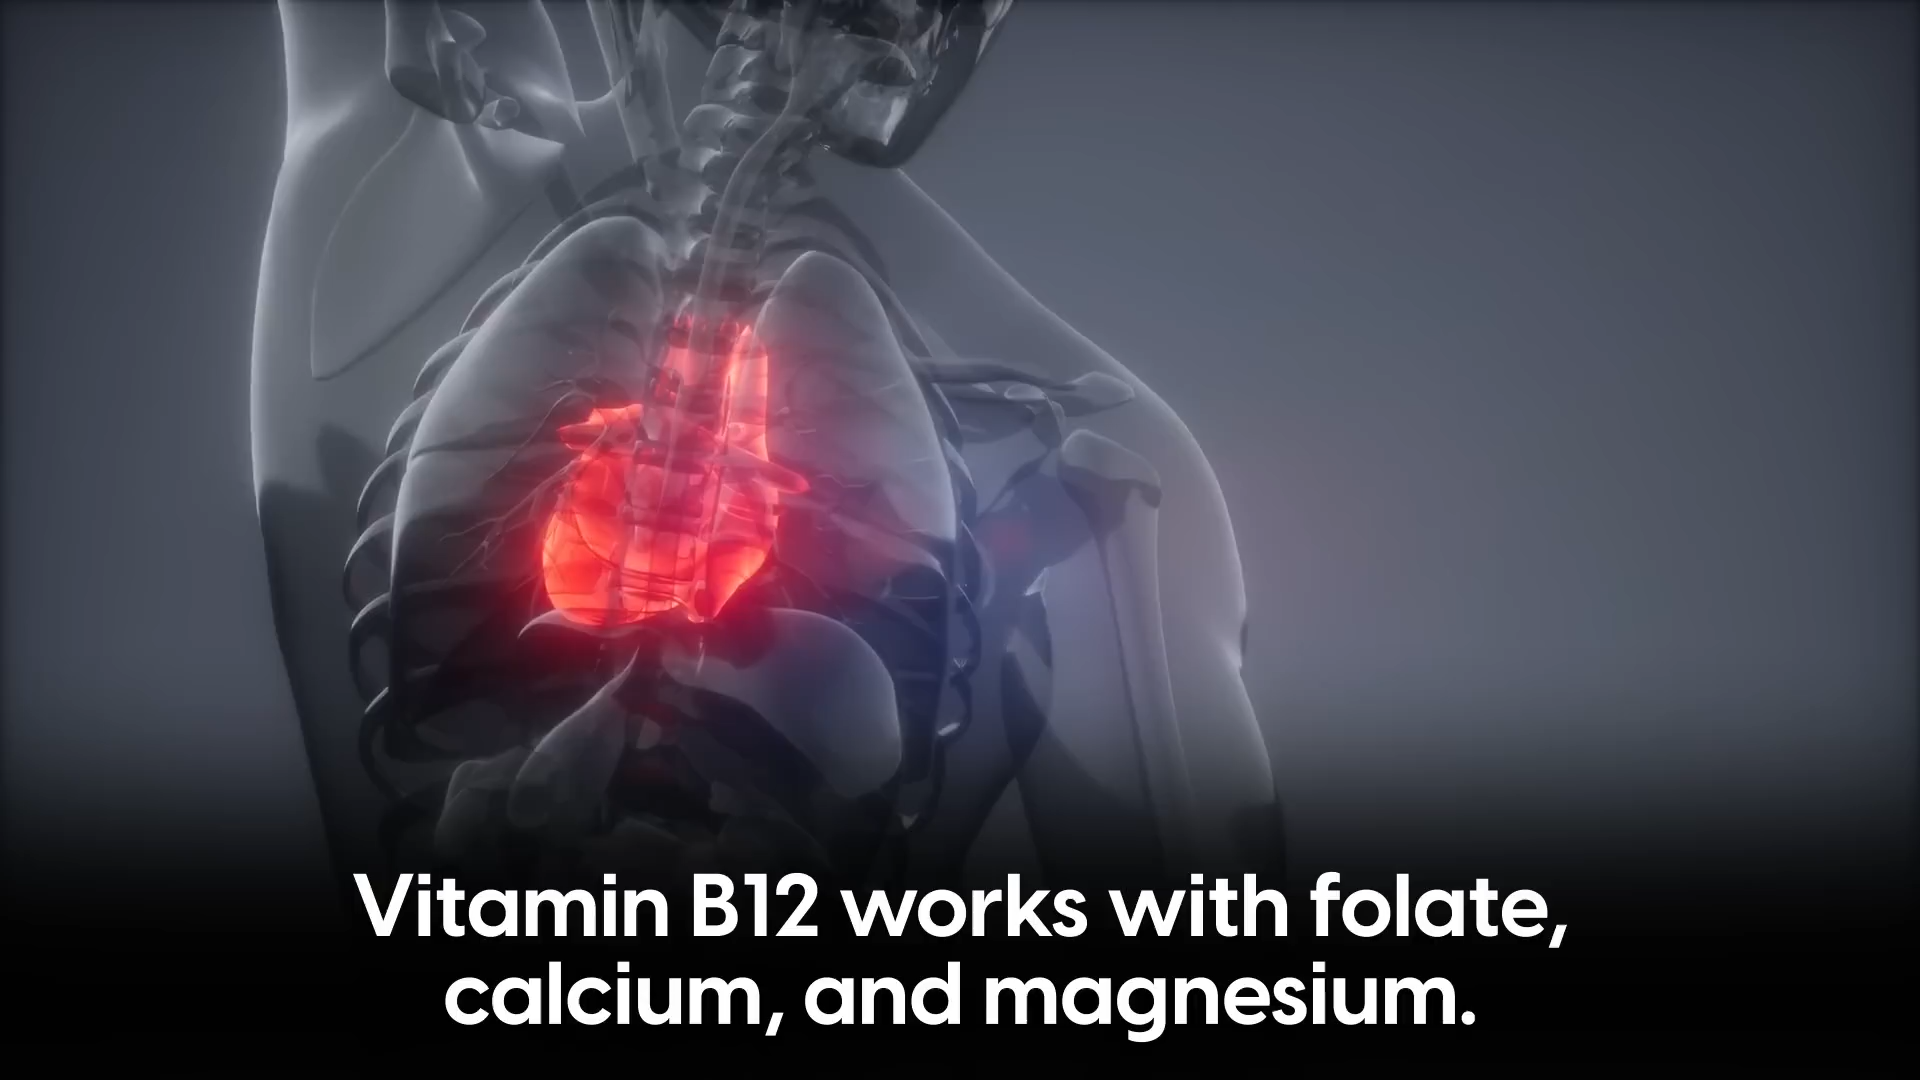 Vitamin B12 works with folate,
calcium, and magnesium.